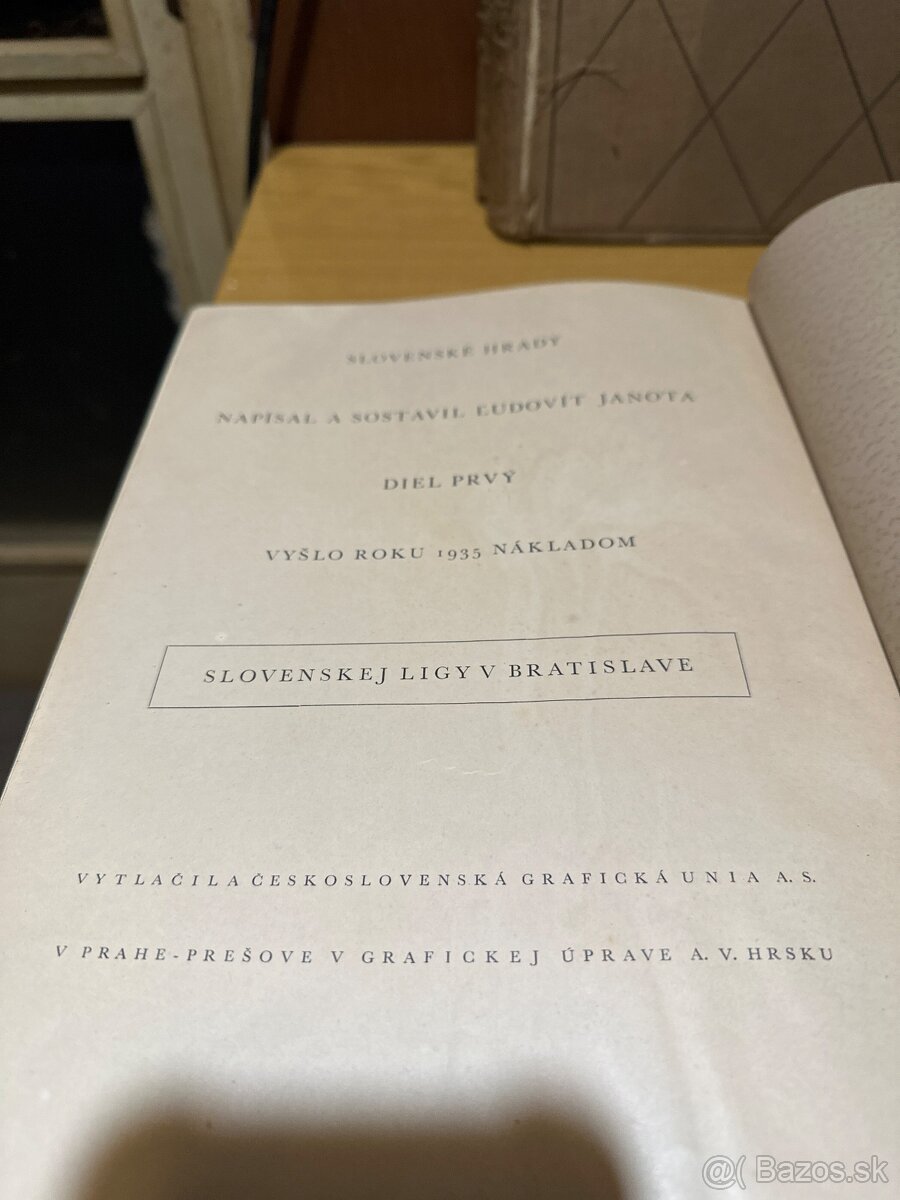 SLOVENSKÉ HRADY
NAPÍSAL A SOSTAVIL ĽUDOVÍT JANOTA
DIEL PRVÝ
VYŠLO ROKU 1935 NÁKLADOM
SLOVENSKEJ LIGY V BRATISLAVE
VYTLAČILA ČESKOSLOVENSKÁ GRAFICKÁ UNIA A. S.
V PRAHE-PREŠOVE V GRAFICKEJ ÚPRAVE A. V. HRSKU
@( Bazos.sk